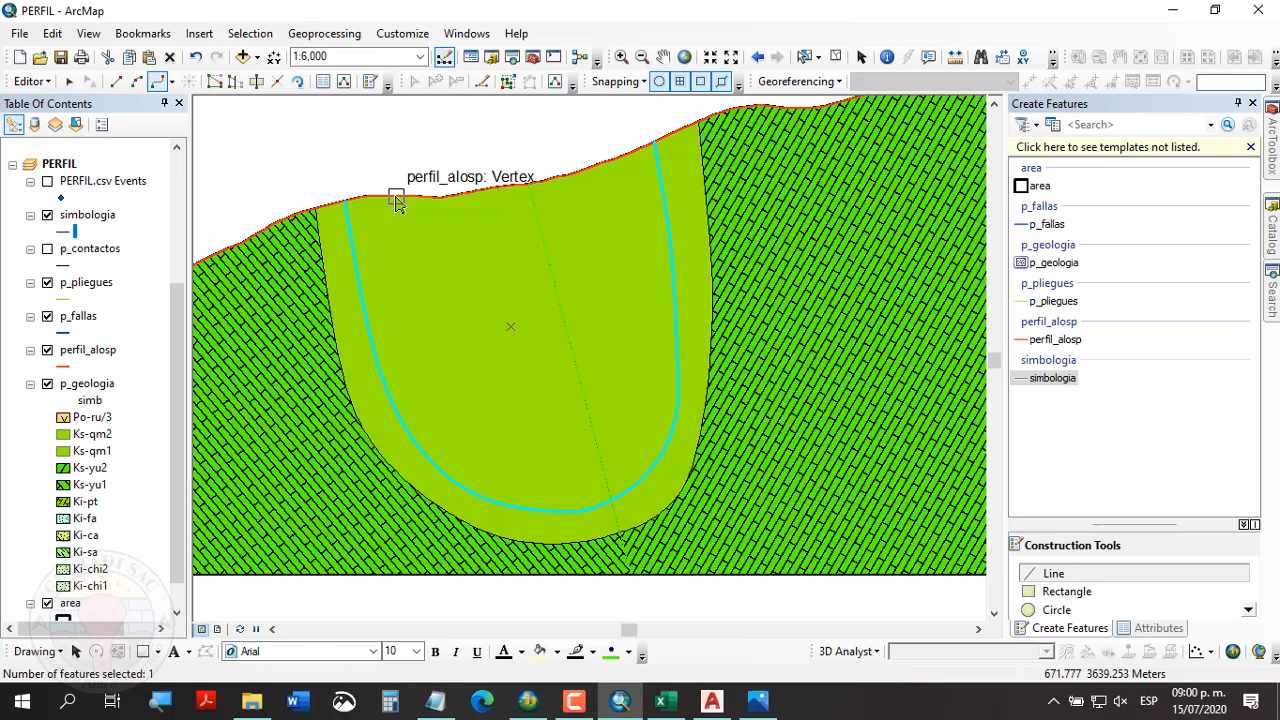 PERFIL - ArcMap
File Edit View Bookmarks Insert Selection Geoprocessing Customize Windows Help
1:6,000
Editor Snapping Georeferencing
Table Of Contents
PERFIL
PERFIL.csv Events
simbologia
p_contactos
p_pliegues
p_fallas
perfil_alosp
p_geologia
simb
Po-ru/3
Ks-qm2
Ks-qm1
Ks-yu2
Ks-yu1
Ki-pt
Ki-fa
Ki-ca
Ki-sa
Ki-chi2
Ki-chi1
area
perfil_alosp: Vertex
Create Features
<Search>
Click here to see templates not listed.
area
area
p_fallas
p_fallas
p_geologia
p_geologia
p_pliegues
p_pliegues
perfil_alosp
perfil_alosp
simbologia
simbologia
Construction Tools
Line
Rectangle
Circle
Create Features Attributes
ArcToolbox
Catalog
Search
Drawing A Arial 10 B I U A 3D Analyst
Number of features selected: 1
671.777 3639.253 Meters
ESP
09:00 p. m.
15/07/2020